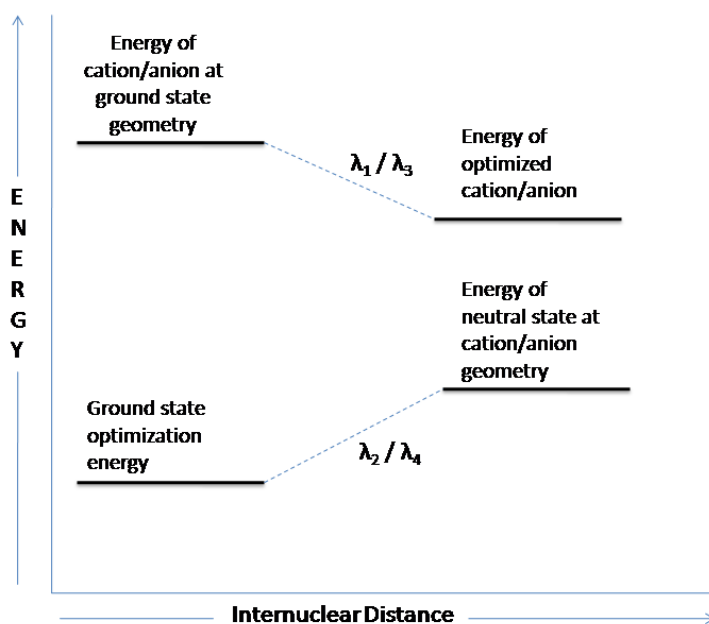 Energy of
cation/anion at
ground state
geometry
Energy of
optimized
cation/anion
λ₁ / λ₃
E
N
E
R
G
Y
Energy of
neutral state at
cation/anion
geometry
Ground state
optimization
energy
λ₂ / λ₄
Internuclear Distance